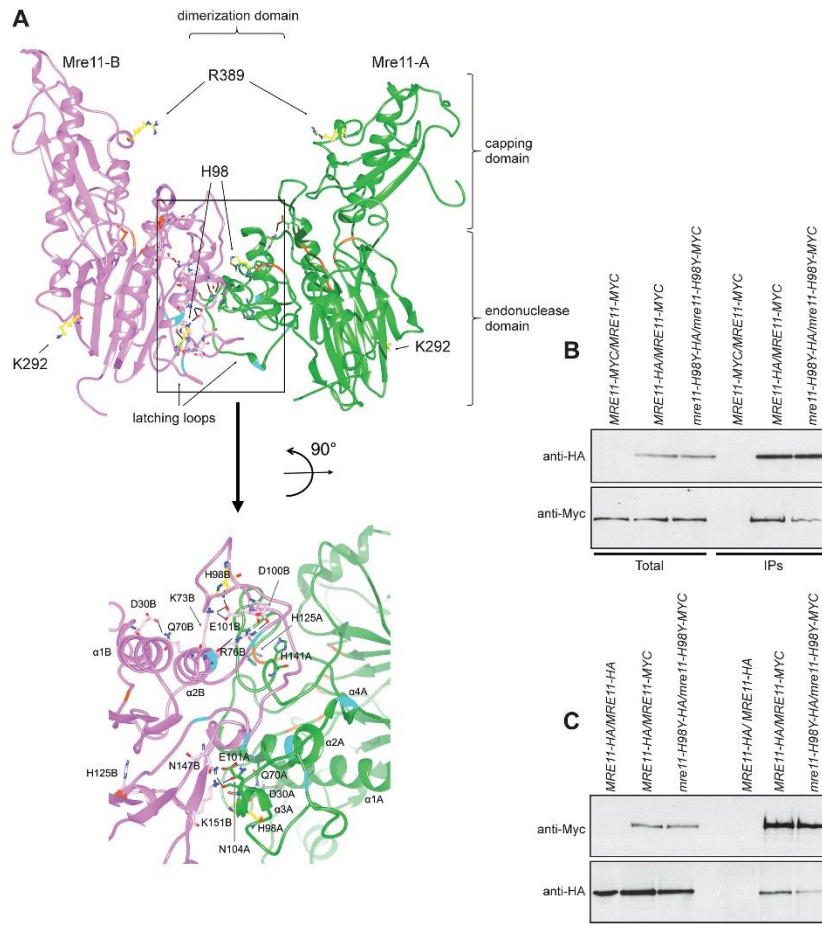 A
dimerization domain
Mre11-B
Mre11-A
R389
capping
domain
H98
endonuclease
domain
K292
K292
latching loops
90°
H98B
D100B
K73B
D30B
E101B
Q70B
H125A
R76B
α1B
H141A
α2B
α4A
α2A
E101A
N147B
H125B
Q70A
D30A
α1A
α3A
K151B
H98A
N104A
B
MRE11-MYC/MRE11-MYC
MRE11-HA/MRE11-MYC
mre11-H98Y-HA/mre11-H98Y-MYC
MRE11-MYC/MRE11-MYC
MRE11-HA/MRE11-MYC
mre11-H98Y-HA/mre11-H98Y-MYC
anti-HA
anti-Myc
Total
IPs
C
MRE11-HA/MRE11-HA
MRE11-HA/MRE11-MYC
mre11-H98Y-HA/mre11-H98Y-MYC
MRE11-HA/ MRE11-HA
MRE11-HA/MRE11-MYC
mre11-H98Y-HA/mre11-H98Y-MYC
anti-Myc
anti-HA